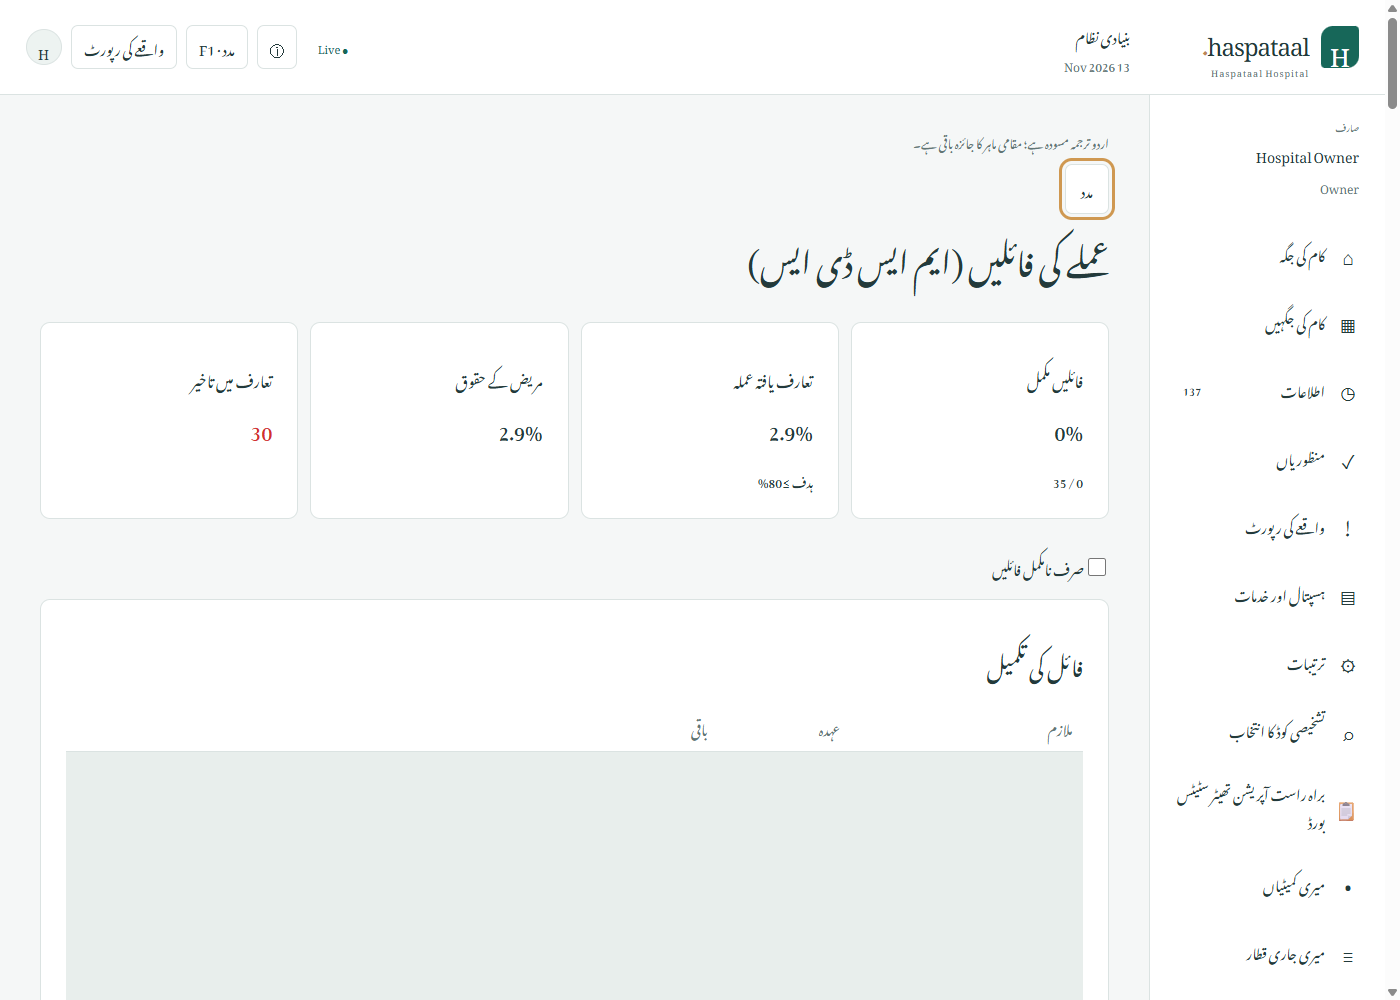 H
haspataal.
Haspataal Hospital
بنیادی نظام
13 Nov 2026
Live
ⓘ
مدد F1۰
واقعے کی رپورٹ
H
صارف
Hospital Owner
Owner
کام کی جگہ
کام کی جگہیں
اطلاعات
137
منظوریاں
واقعے کی رپورٹ
ہسپتال اور خدمات
ترتیبات
تشخیصی کوڈ کا انتخاب
براہ راست آپریشن تھیٹر سٹیٹس
بورڈ
میری کمیٹیاں
میری جاری قطار
اردو ترجمہ مسودہ ہے؛ مقامی ماہر کا جائزہ باقی ہے۔
مدد
عملے کی فائلیں (ایم ایس ڈی ایس)
فائلیں مکمل
0%
35 / 0
تعارف یافتہ عملہ
2.9%
ہدف ≥80%
مریض کے حقوق
2.9%
تعارف میں تاخیر
30
صرف نامکمل فائلیں
فائل کی تکمیل
ملازم
عہدہ
باقی